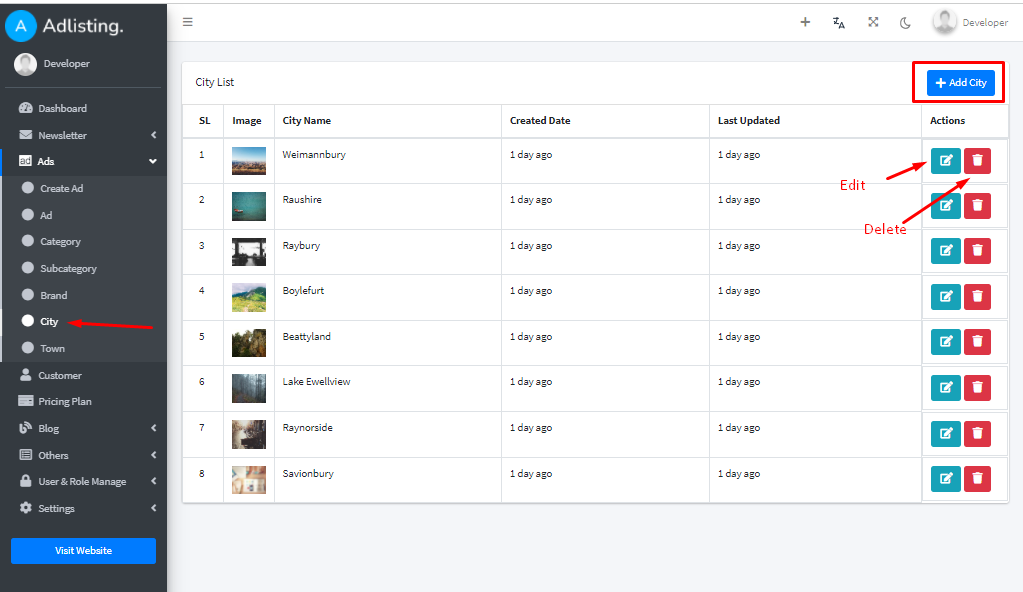 A Adlisting.
Developer
Developer
Dashboard
Newsletter
ad Ads
Create Ad
Ad
Category
Subcategory
Brand
City
Town
Customer
Pricing Plan
Blog
Others
User & Role Manage
Settings
Visit Website
City List
Add City
SL Image City Name Created Date Last Updated Actions
1 Weimannbury 1 day ago 1 day ago
Edit
2 Raushire 1 day ago 1 day ago
Delete
3 Raybury 1 day ago 1 day ago
4 Boylefurt 1 day ago 1 day ago
5 Beattyland 1 day ago 1 day ago
6 Lake Ewellview 1 day ago 1 day ago
7 Raynorside 1 day ago 1 day ago
8 Savionbury 1 day ago 1 day ago